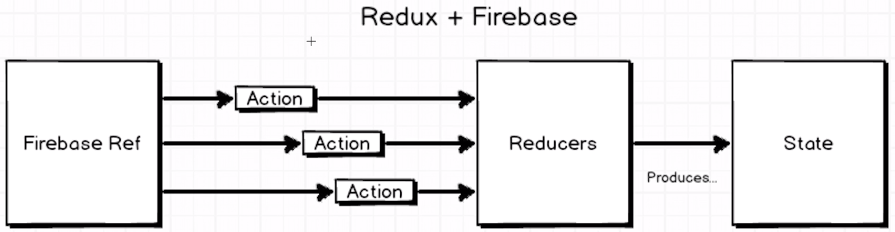 Redux + Firebase
Action
Firebase Ref
Action
Reducers
State
Produces...
Action